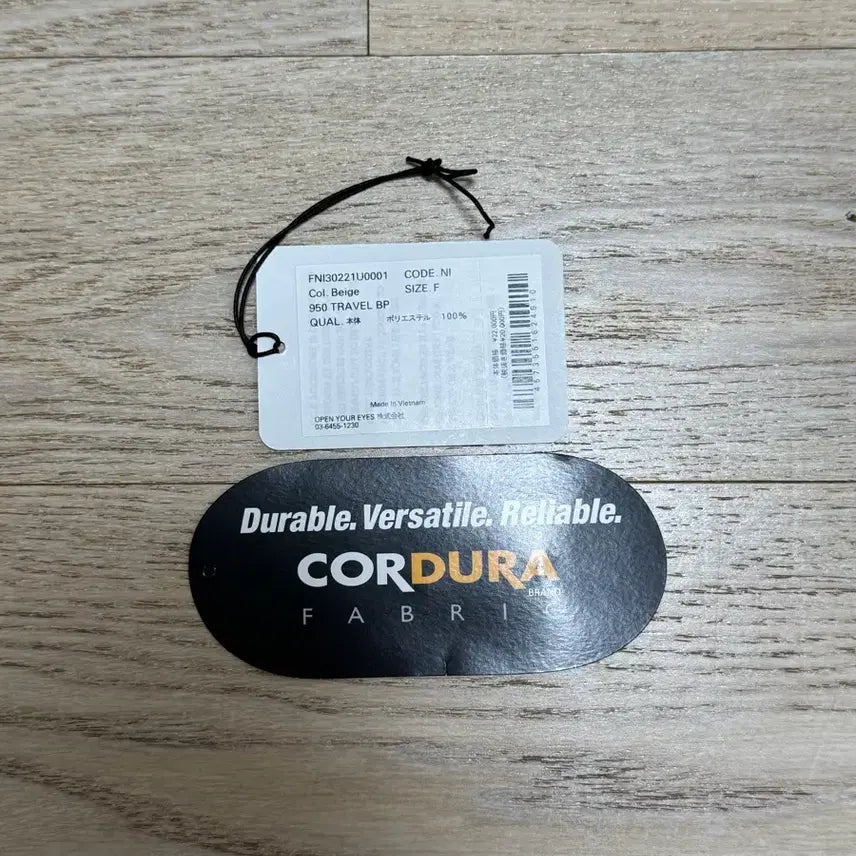 FNI30221U0001 CODE. NI
Col. Beige SIZE. F
950 TRAVEL BP
QUAL. 本体 ポリエステル 100%
Made In Vietnam
OPEN YOUR EYES 株式会社
03-6455-1230
Durable. Versatile. Reliable.
CORDURA
BRAND
FABRIC